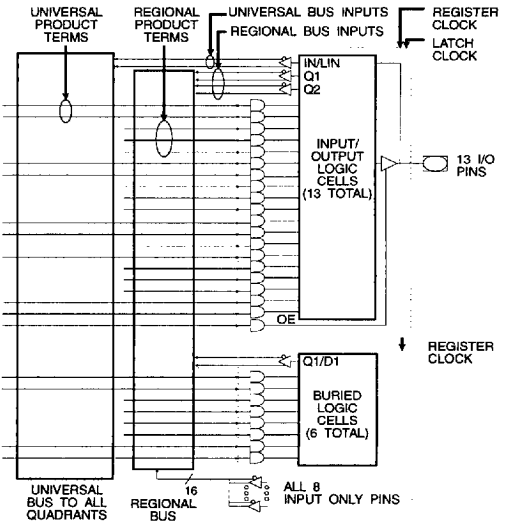 UNIVERSAL
PRODUCT
TERMS
REGIONAL
PRODUCT
TERMS
UNIVERSAL BUS INPUTS
REGIONAL BUS INPUTS
REGISTER
CLOCK
LATCH
CLOCK
IN/LIN
Q1
Q2
INPUT/
OUTPUT
LOGIC
CELLS
(13 TOTAL)
13 I/O
PINS
OE
REGISTER
CLOCK
Q1/D1
BURIED
LOGIC
CELLS
(6 TOTAL)
16
ALL 8
INPUT ONLY PINS
UNIVERSAL
BUS TO ALL
QUADRANTS
REGIONAL
BUS